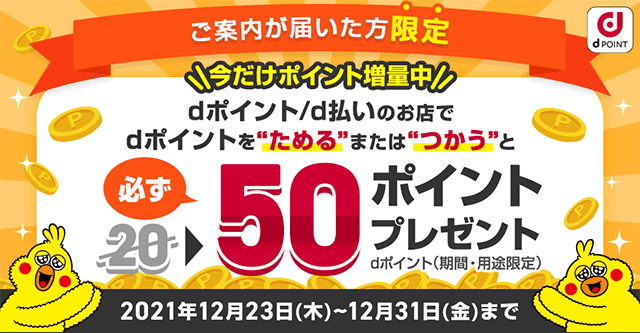 ご案内が届いた方限定
d POINT
今だけポイント増量中
dポイント/d払いのお店で
dポイントを“ためる”または“つかう”と
必ず
20▶50ポイント
プレゼント
dポイント(期間・用途限定)
2021年12月23日(木)~12月31日(金)まで